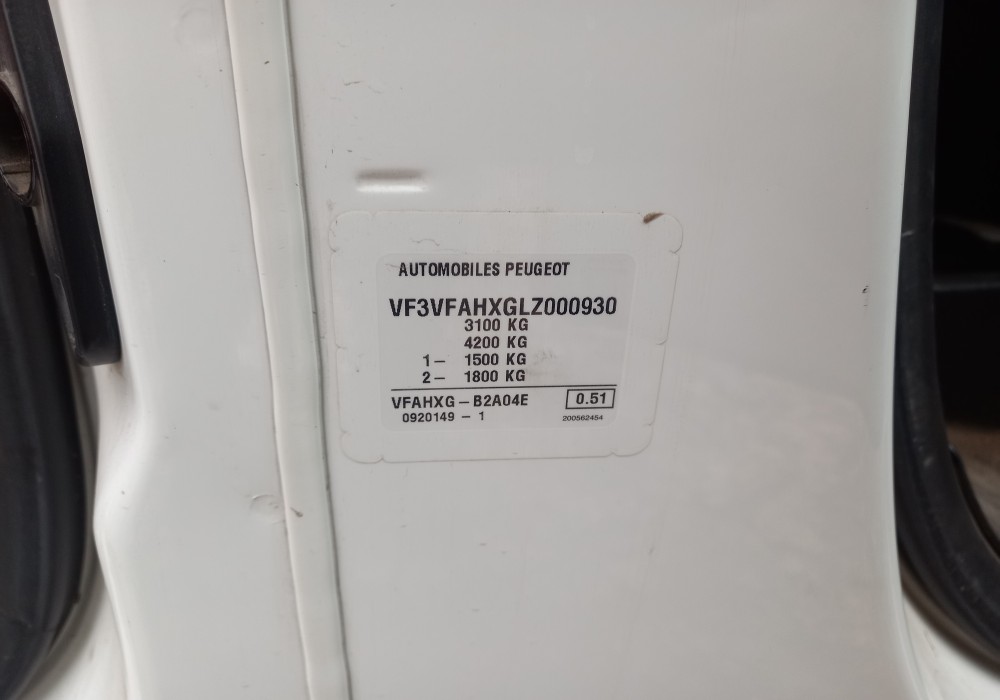 AUTOMOBILES PEUGEOT
VF3VFAHXGLZ000930
3100 KG
4200 KG
1- 1500 KG
2- 1800 KG
VFAHXG-B2A04E 0.51
0920149 - 1 200562454